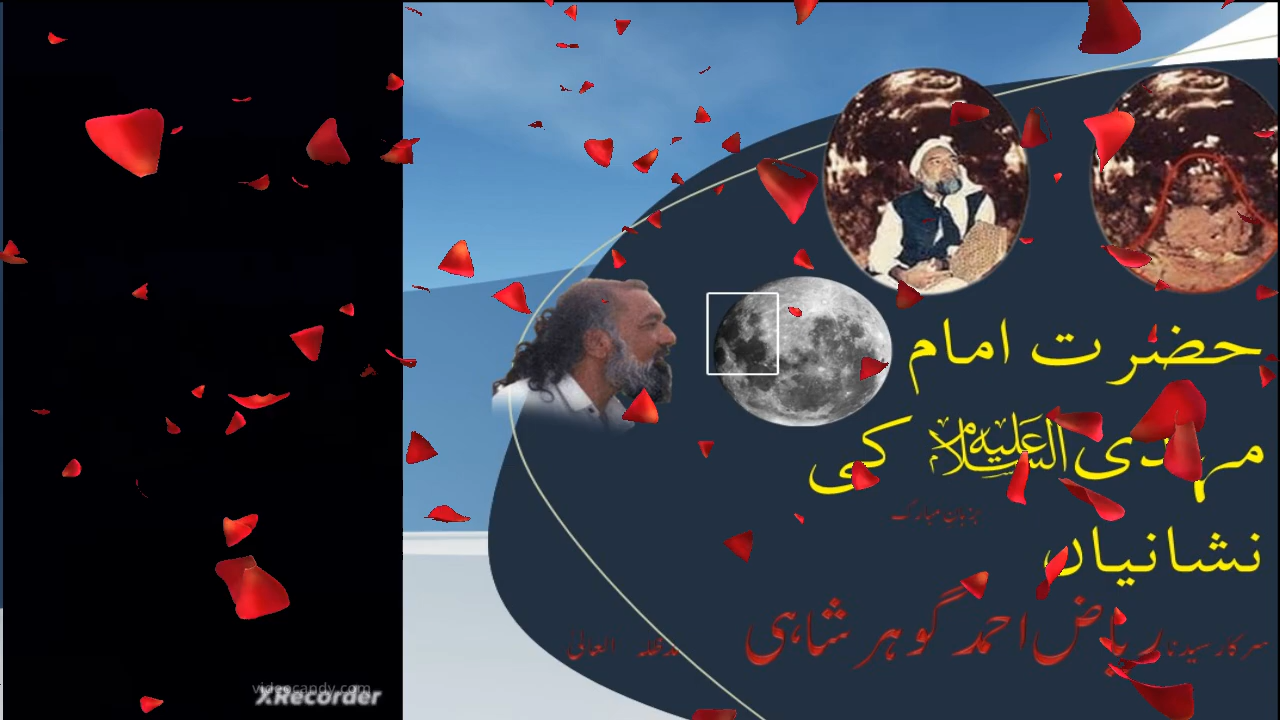 حضرت امام
مہدی علیہ السلام کی
بزبان مبارک
نشانیاں
سرکار سیدنا ریاض احمد گوہر شاہی مدظلہ العالیٰ
videocandy.com
XRecorder